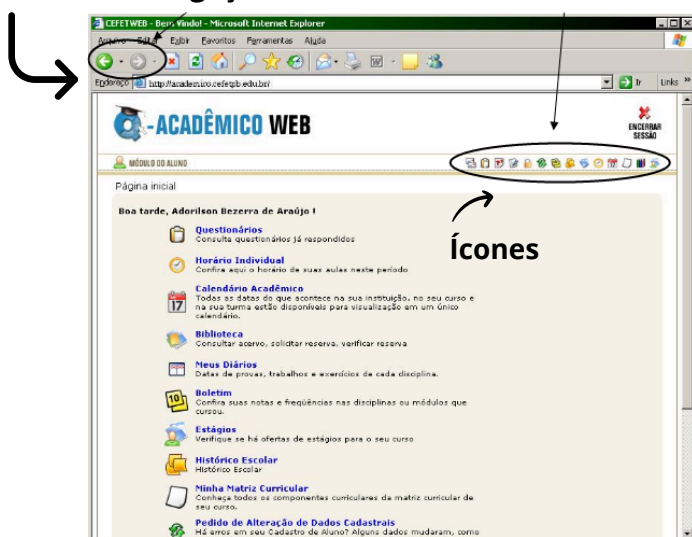 CEFETWEB - Bem Vindo! - Microsoft Internet Explorer
Arquivo Editar Exibir Favoritos Ferramentas Ajuda
Endereço http://academico.cefetpb.edu.br/ Ir Links »
-ACADÊMICO WEB
ENCERRAR
SESSÃO
MÓDULO DO ALUNO
Página inicial
Ícones
Boa tarde, Adorilson Bezerra de Araújo !
Questionários
Consulte questionários já respondidos
Horário Individual
Confira aqui o horário de suas aulas neste período
Calendário Acadêmico
Todas as datas do que acontece na sua instituição, no seu curso e
na sua turma estão disponíveis para visualização em um único
calendário.
17
Biblioteca
Consultar acervo, solicitar reserva, verificar reserva
Meus Diários
Datas de provas, trabalhos e exercícios de cada disciplina.
10
Boletim
Confira suas notas e freqüências nas disciplinas ou módulos que
cursou.
Estágios
Verifique se há ofertas de estágios para o seu curso
Histórico Escolar
Histórico Escolar
Minha Matriz Curricular
Conheça todos os componentes curriculares da matriz curricular de
seu curso.
Pedido de Alteração de Dados Cadastrais
Há erros em seu Cadastro de Aluno? Alguns dados mudaram, como